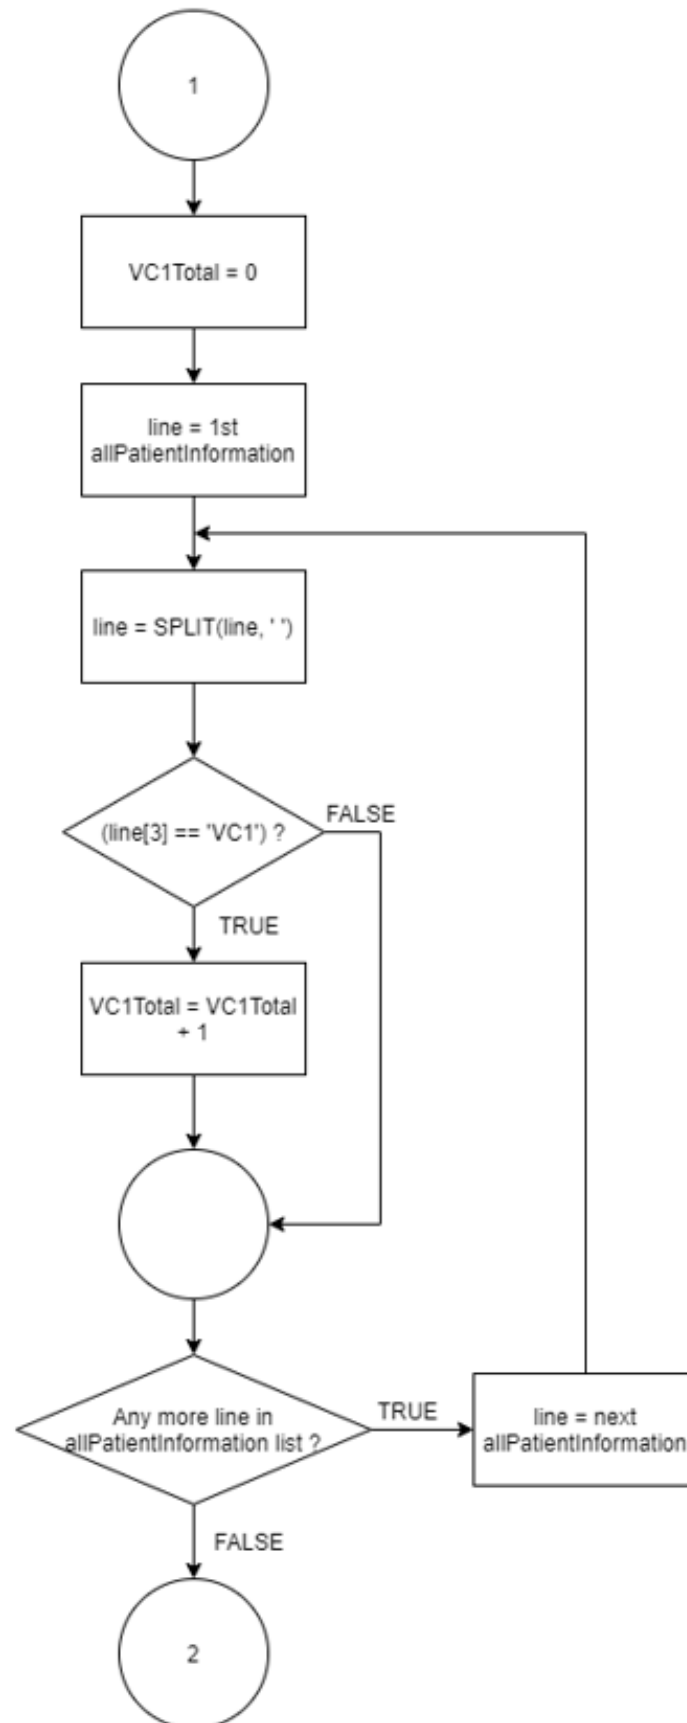 1
VC1Total = 0
line = 1st
allPatientInformation
line = SPLIT(line, ' ')
(line[3] == 'VC1') ?
FALSE
TRUE
VC1Total = VC1Total
+ 1
Any more line in
allPatientInformation list ?
TRUE
line = next
allPatientInformation
FALSE
2